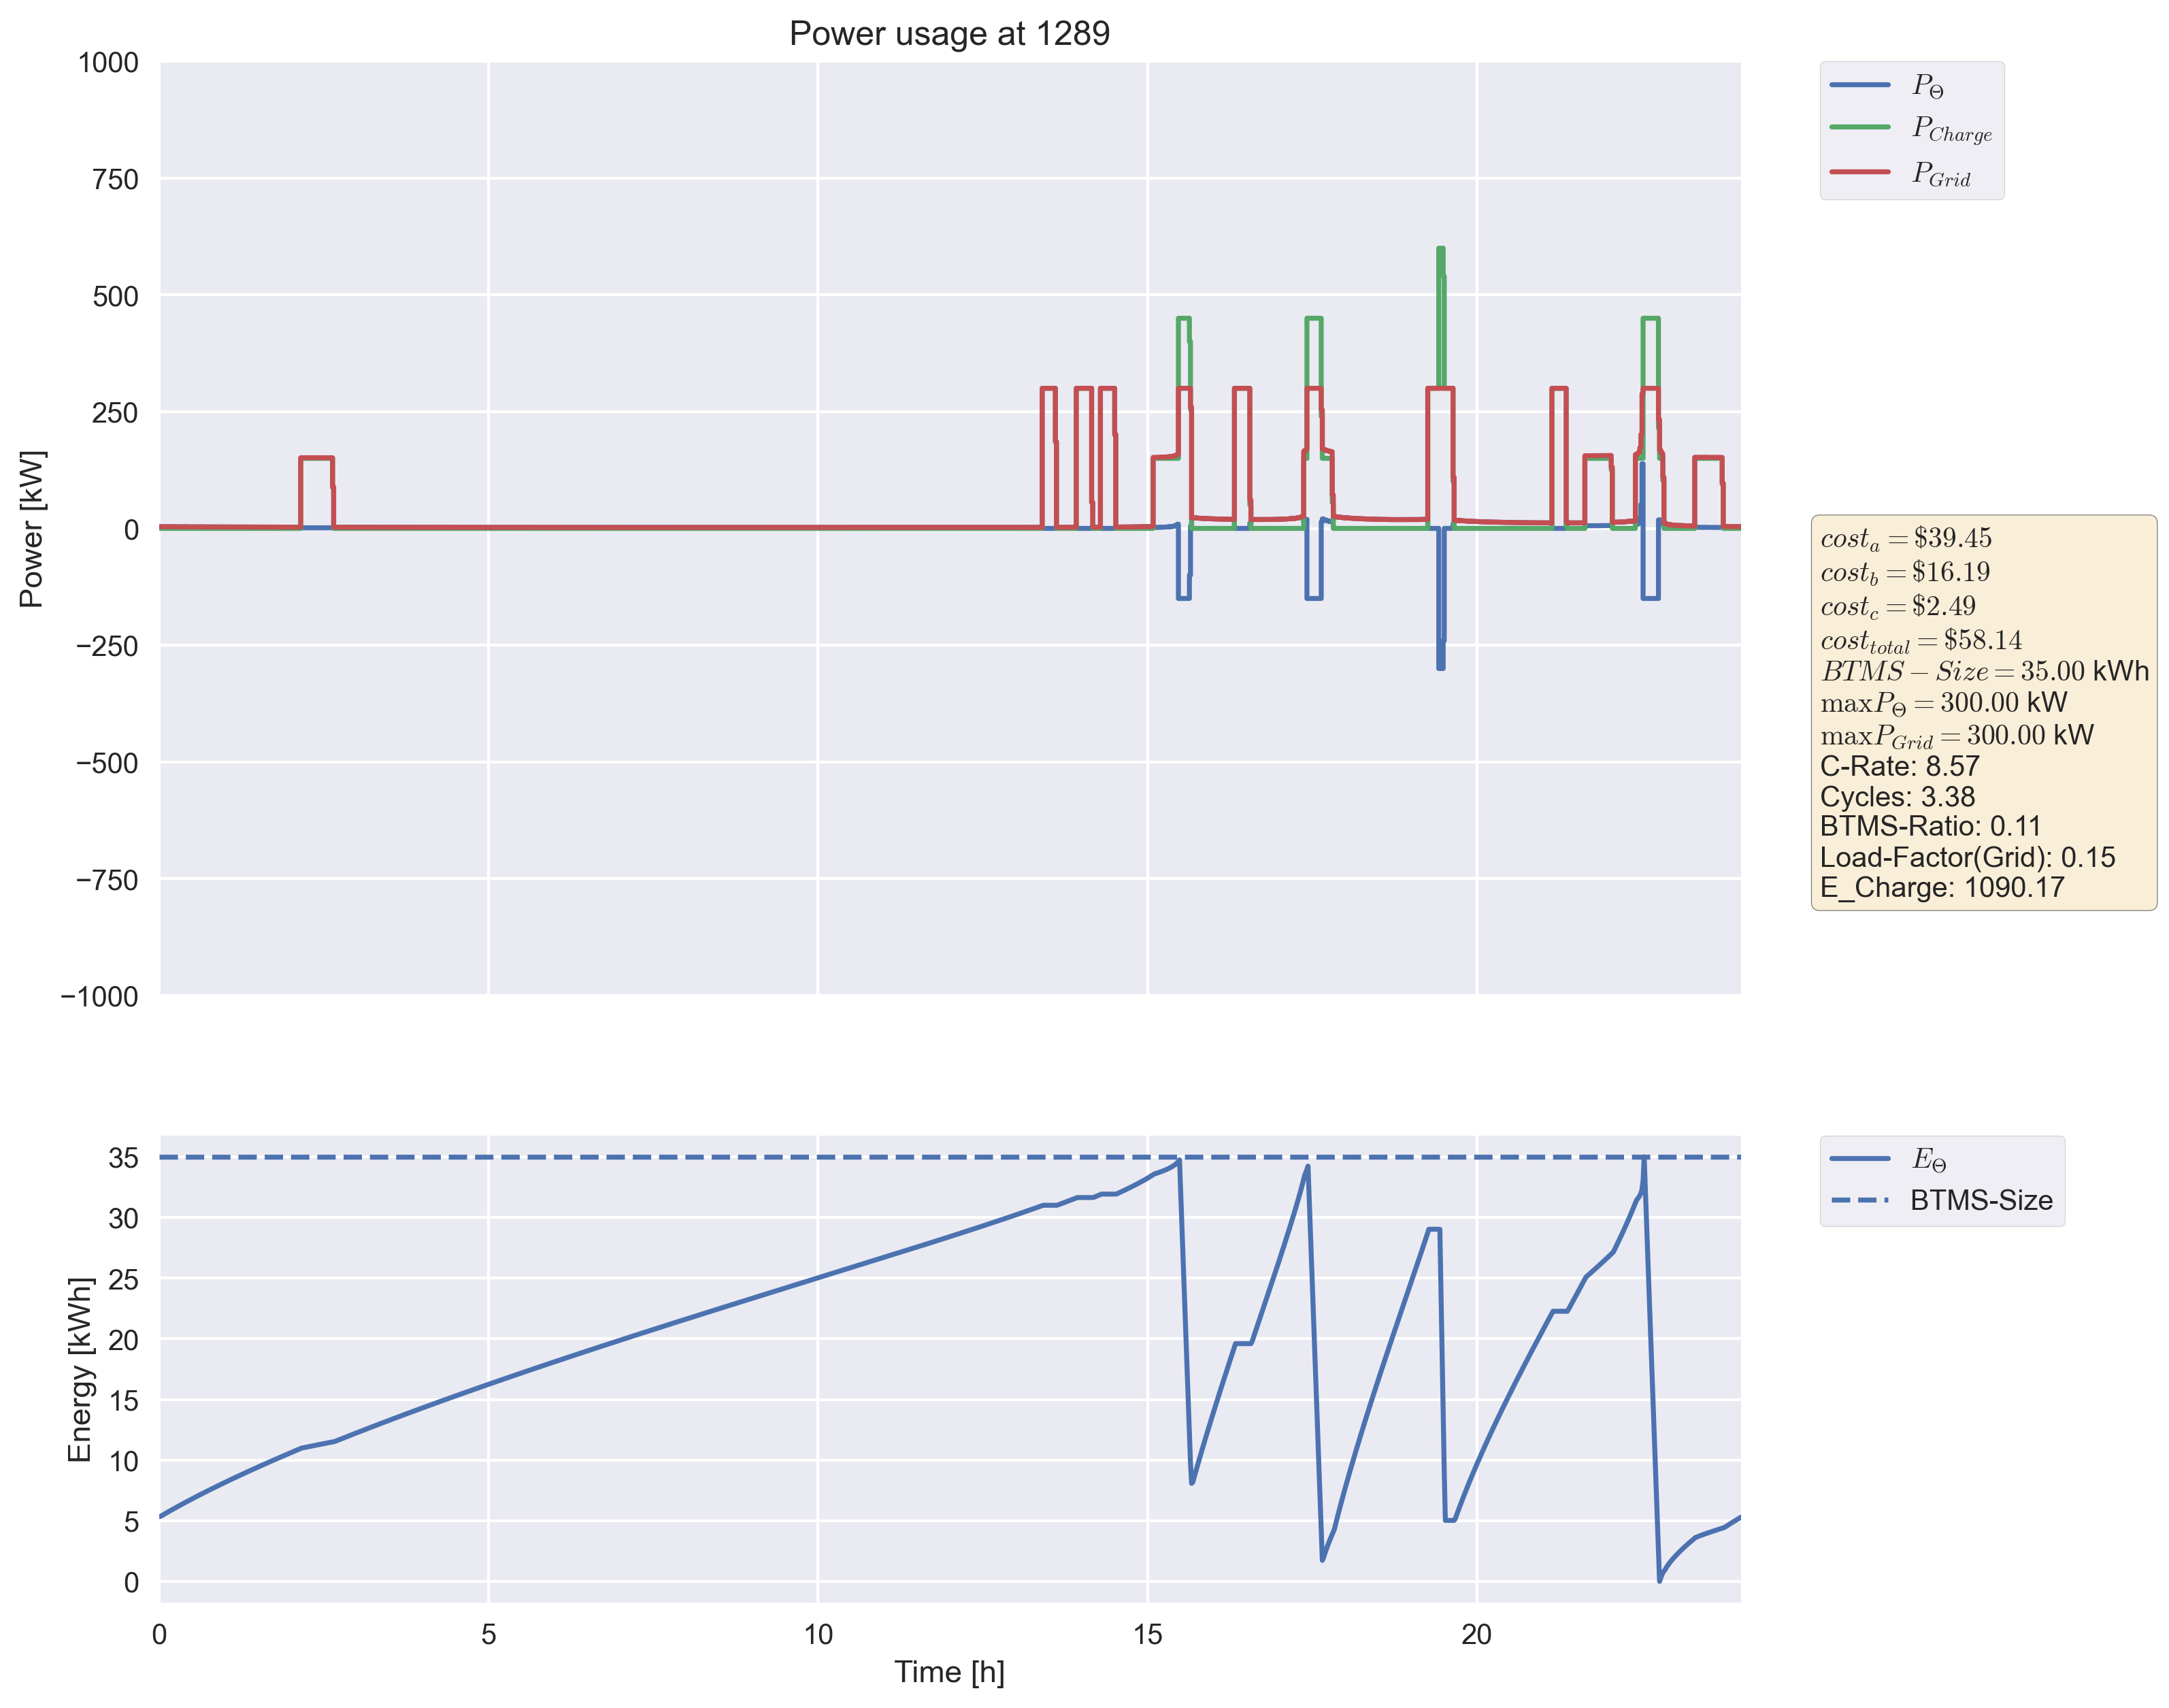 Power usage at 1289
1000
750
500
250
0
−250
−500
−750
−1000
Power [kW]
P_Θ
P_Charge
P_Grid
cost_a = $39.45
cost_b = $16.19
cost_c = $2.49
cost_total = $58.14
BTMS − Size = 35.00 kWh
maxP_Θ = 300.00 kW
maxP_Grid = 300.00 kW
C-Rate: 8.57
Cycles: 3.38
BTMS-Ratio: 0.11
Load-Factor(Grid): 0.15
E_Charge: 1090.17
35
30
25
20
15
10
5
0
Energy [kWh]
E_Θ
BTMS-Size
0 5 10 15 20
Time [h]